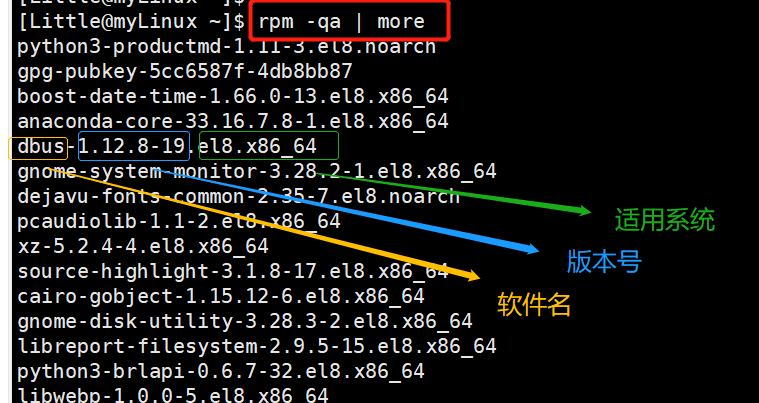 [Little@myLinux ~]$
[Little@myLinux ~]$ rpm -qa | more
python3-productmd-1.11-3.el8.noarch
gpg-pubkey-5cc6587f-4db8bb87
boost-date-time-1.66.0-13.el8.x86_64
anaconda-core-33.16.7.8-1.el8.x86_64
dbus-1.12.8-19.el8.x86_64
gnome-system-monitor-3.28.2-1.el8.x86_64
dejavu-fonts-common-2.35-7.el8.noarch
适用系统
pcaudiolib-1.1-2.el8.x86_64
xz-5.2.4-4.el8.x86_64
版本号
source-highlight-3.1.8-17.el8.x86_64
cairo-gobject-1.15.12-6.el8.x86_64
软件名
gnome-disk-utility-3.28.3-2.el8.x86_64
libreport-filesystem-2.9.5-15.el8.x86_64
python3-brlapi-0.6.7-32.el8.x86_64
libwebp-1.0.0-5.el8.x86_64